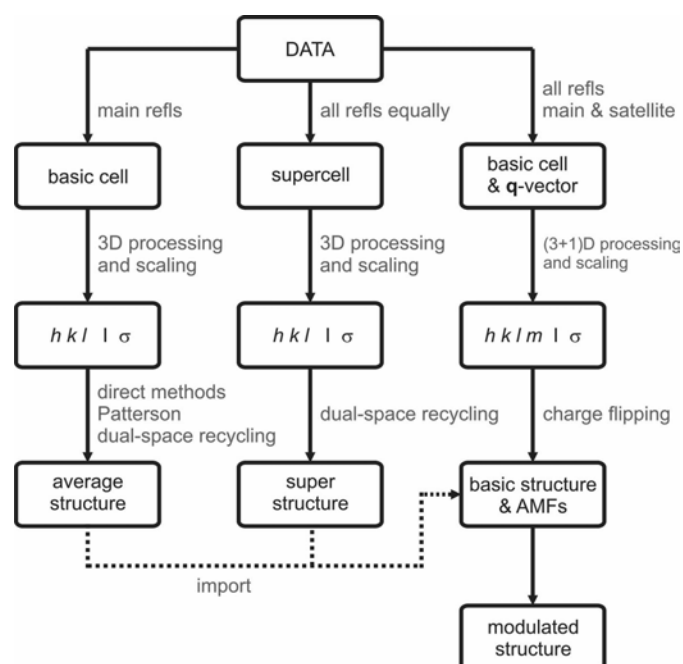 DATA
main refls
all refls equally
all refls
main & satellite
basic cell
supercell
basic cell
& q-vector
3D processing
and scaling
3D processing
and scaling
(3+1)D processing
and scaling
h k l I σ
h k l I σ
h k l m I σ
direct methods
Patterson
dual-space recycling
dual-space recycling
charge flipping
average
structure
super
structure
basic structure
& AMFs
import
modulated
structure